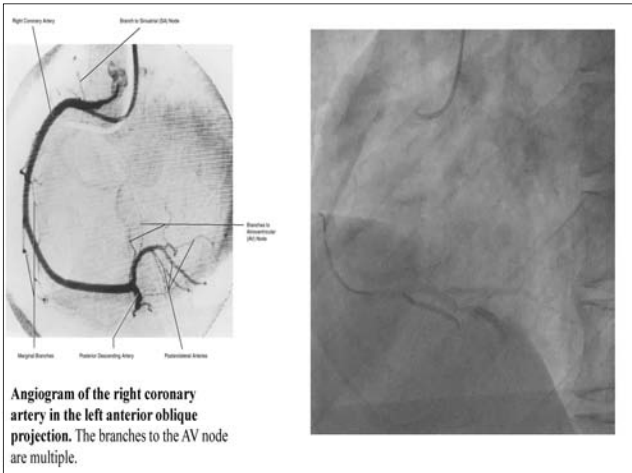 Right Coronary Artery
Branch to Sinuatrial (SA) Node
Branches to
Atrioventricular
(AV) Node
Marginal Branches
Posterior Descending Artery
Posterolateral Arteries
Angiogram of the right coronary
artery in the left anterior oblique
projection. The branches to the AV node
are multiple.